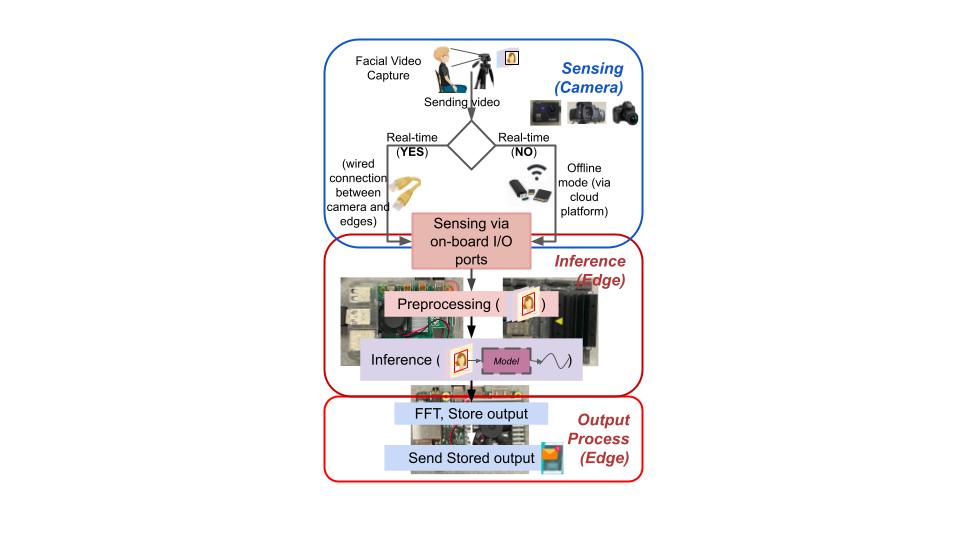 Facial Video
Capture
Sensing
(Camera)
Sending video
Real-time
(YES)
Real-time
(NO)
(wired
connection
between
camera and
edges)
Offline
mode (via
cloud
platform)
Sensing via
on-board I/O
ports
Inference
(Edge)
Preprocessing ( )
Inference ( Model )
FFT, Store output
Output
Process
(Edge)
Send Stored output